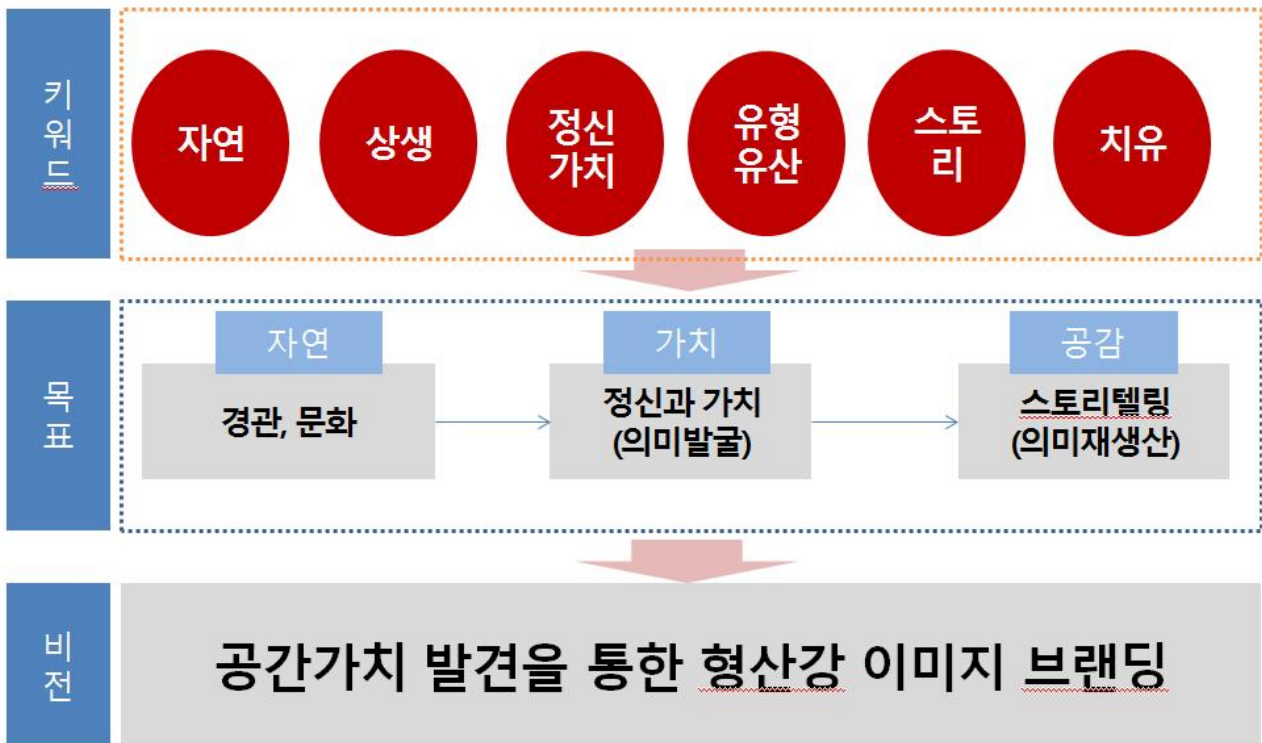 키워드
자연
상생
정신
가치
유형
유산
스토
리
치유
목표
자연
경관, 문화
가치
정신과 가치
(의미발굴)
공감
스토리텔링
(의미재생산)
비전
공간가치 발견을 통한 형산강 이미지 브랜딩